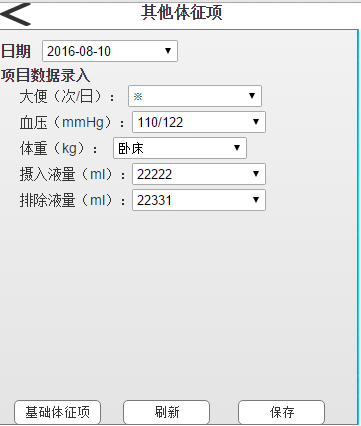 其他体征项
日期 2016-08-10
项目数据录入
大便（次/日）： ※
血压（mmHg）： 110/122
体重（kg）： 卧床
摄入液量（ml）： 22222
排除液量（ml）： 22331
基础体征项 刷新 保存